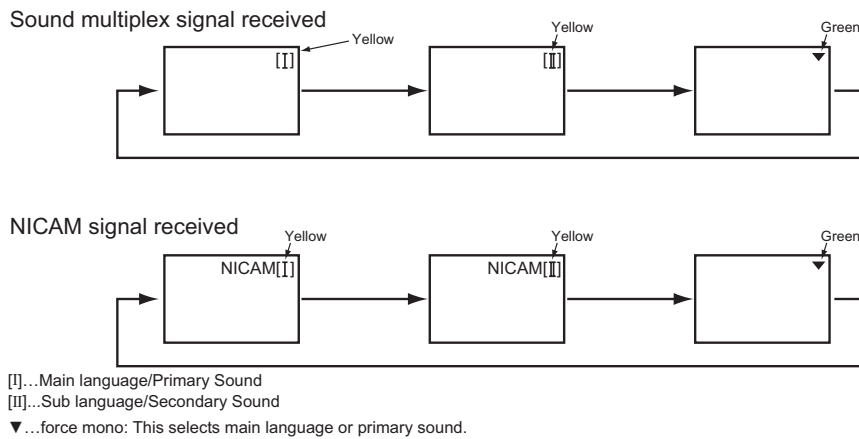 Sound multiplex signal received
Yellow Yellow Green
[I] [II] ▼
NICAM signal received
Yellow Yellow Green
NICAM[I] NICAM[II] ▼
[I]…Main language/Primary Sound
[II]...Sub language/Secondary Sound
▼…force mono: This selects main language or primary sound.